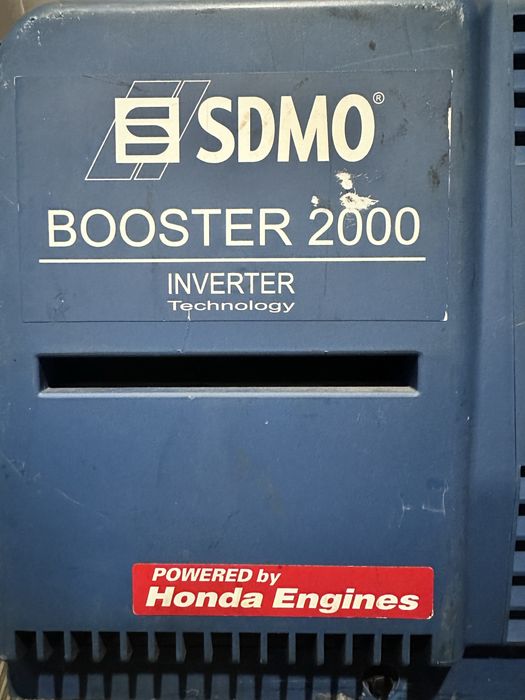 SDMO®
BOOSTER 2000
INVERTER
Technology
POWERED by
Honda Engines